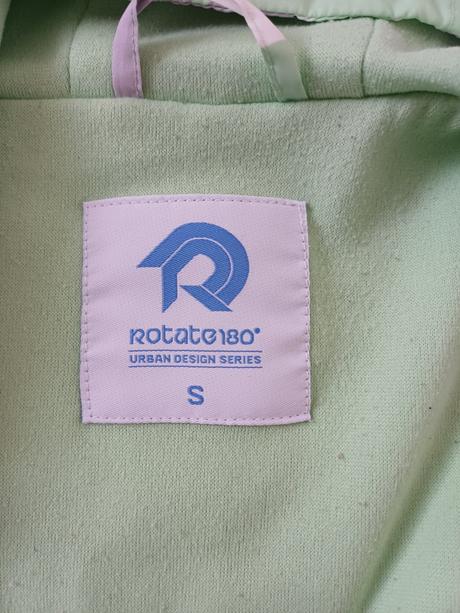 R
Rotate180°
URBAN DESIGN SERIES
S